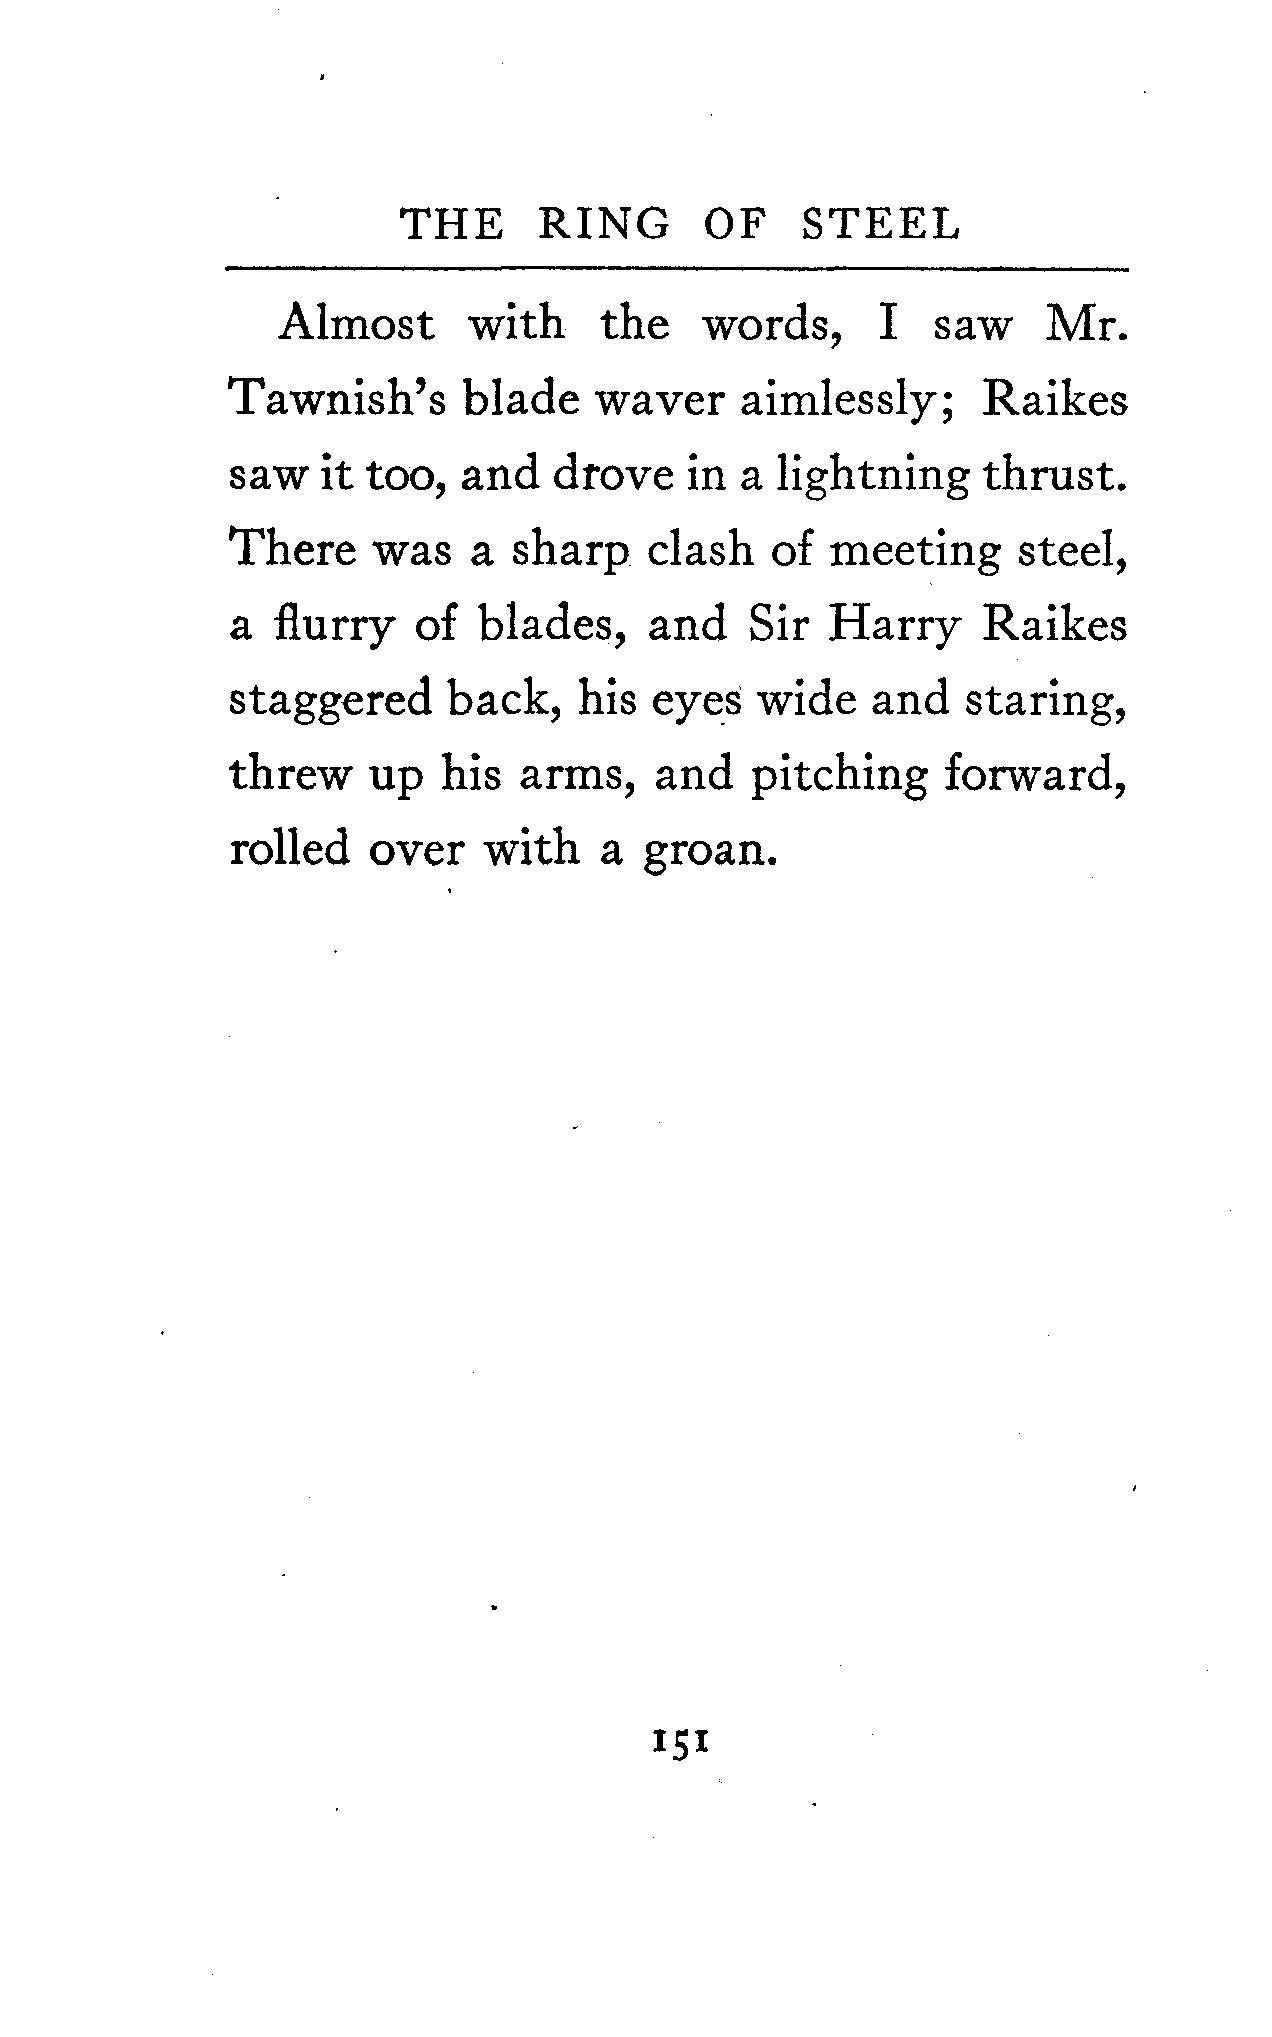 THE RING OF STEEL
Almost with the words, I saw Mr.
Tawnish's blade waver aimlessly; Raikes
saw it too, and drove in a lightning thrust.
There was a sharp clash of meeting steel,
a flurry of blades, and Sir Harry Raikes
staggered back, his eyes wide and staring,
threw up his arms, and pitching forward,
rolled over with a groan.
151